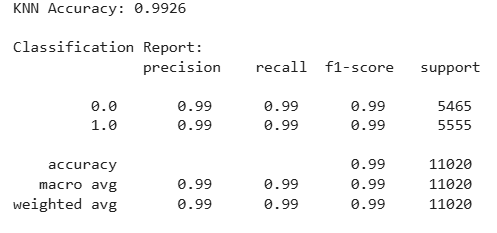 KNN Accuracy: 0.9926
Classification Report:
precision recall f1-score support
0.0 0.99 0.99 0.99 5465
1.0 0.99 0.99 0.99 5555
accuracy 0.99 11020
macro avg 0.99 0.99 0.99 11020
weighted avg 0.99 0.99 0.99 11020